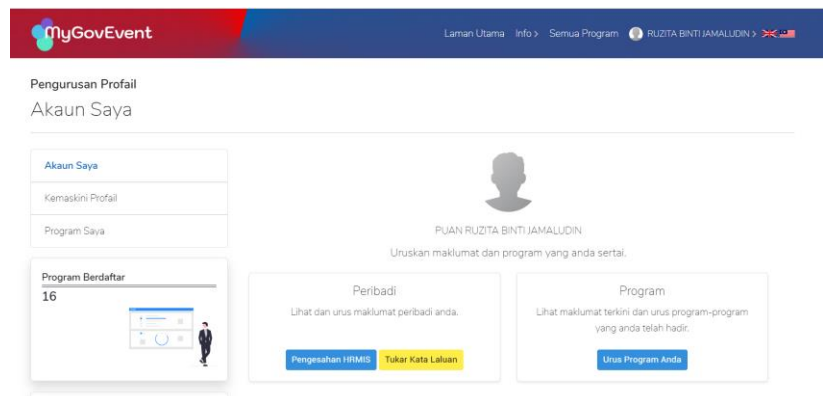 MyGovEvent
Laman Utama Info > Semua Program RUZITA BINTI JAMALUDIN >
Pengurusan Profail
Akaun Saya
Akaun Saya
Kemaskini Profail
Program Saya
Program Berdaftar
16
PUAN RUZITA BINTI JAMALUDIN
Uruskan maklumat dan program yang anda sertai.
Peribadi
Lihat dan urus maklumat peribadi anda.
Pengesahan HRMIS Tukar Kata Laluan
Program
Lihat maklumat terkini dan urus program-program
yang anda telah hadir.
Urus Program Anda